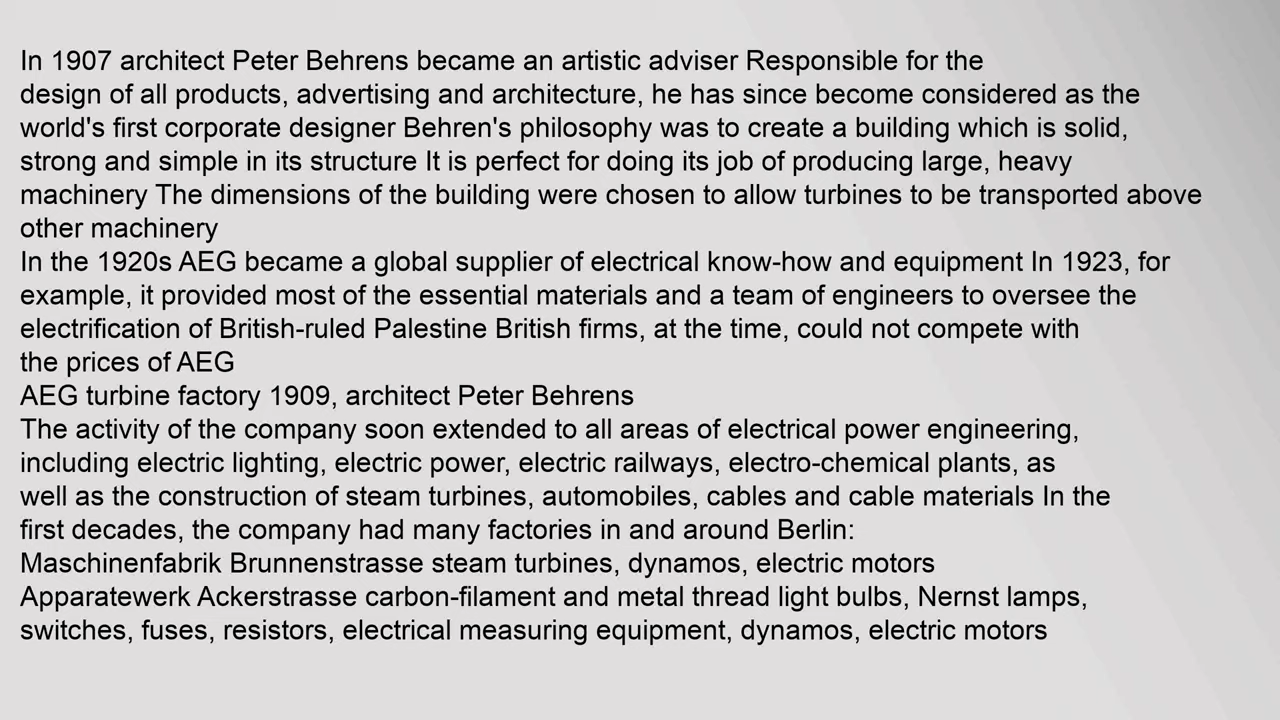 In 1907 architect Peter Behrens became an artistic adviser Responsible for the
design of all products, advertising and architecture, he has since become considered as the
world's first corporate designer Behren's philosophy was to create a building which is solid,
strong and simple in its structure It is perfect for doing its job of producing large, heavy
machinery The dimensions of the building were chosen to allow turbines to be transported above
other machinery
In the 1920s AEG became a global supplier of electrical know-how and equipment In 1923, for
example, it provided most of the essential materials and a team of engineers to oversee the
electrification of British-ruled Palestine British firms, at the time, could not compete with
the prices of AEG
AEG turbine factory 1909, architect Peter Behrens
The activity of the company soon extended to all areas of electrical power engineering,
including electric lighting, electric power, electric railways, electro-chemical plants, as
well as the construction of steam turbines, automobiles, cables and cable materials In the
first decades, the company had many factories in and around Berlin:
Maschinenfabrik Brunnenstrasse steam turbines, dynamos, electric motors
Apparatewerk Ackerstrasse carbon-filament and metal thread light bulbs, Nernst lamps,
switches, fuses, resistors, electrical measuring equipment, dynamos, electric motors